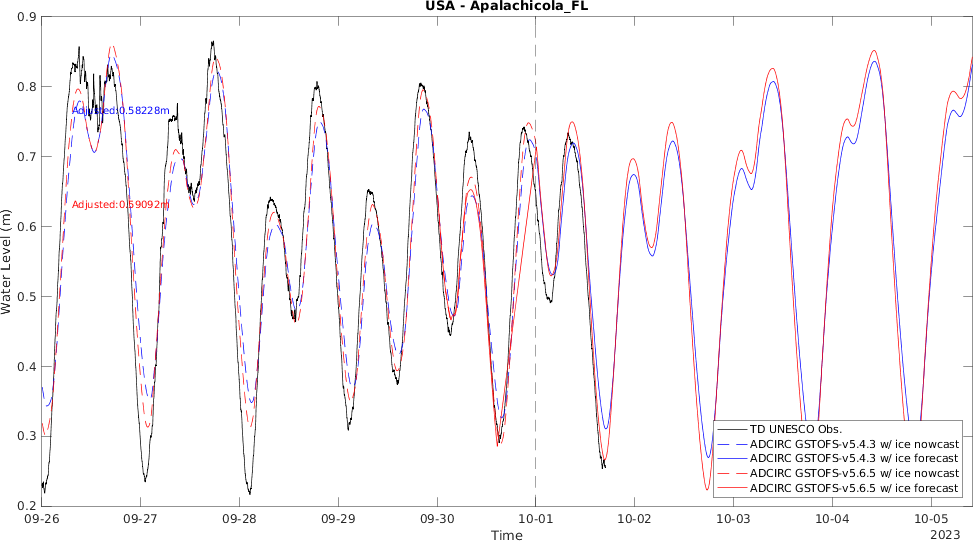 USA - Apalachicola_FL
0.9
0.8
Adjusted:0.58228m
0.7
Adjusted:0.59092m
0.6
Water Level (m)
0.5
0.4
0.3
TD UNESCO Obs.
ADCIRC GSTOFS-v5.4.3 w/ ice nowcast
ADCIRC GSTOFS-v5.4.3 w/ ice forecast
ADCIRC GSTOFS-v5.6.5 w/ ice nowcast
ADCIRC GSTOFS-v5.6.5 w/ ice forecast
0.2
09-26 09-27 09-28 09-29 09-30 10-01 10-02 10-03 10-04 10-05
Time 2023